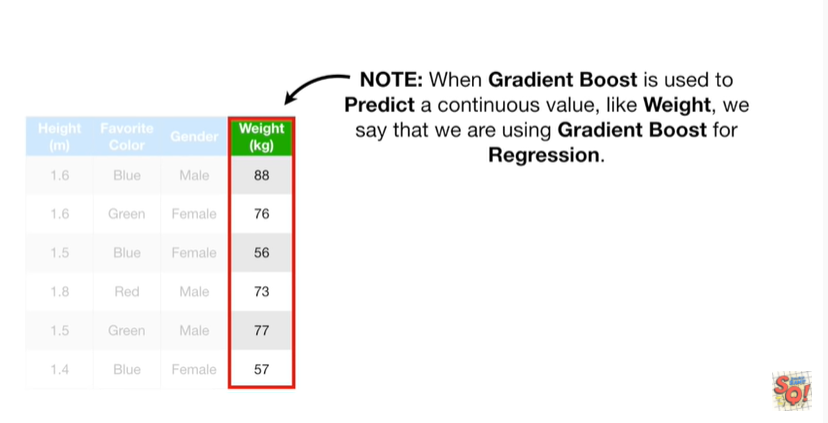 NOTE: When Gradient Boost is used to
Predict a continuous value, like Weight, we
say that we are using Gradient Boost for
Regression.
Height (m) Favorite Color Gender Weight (kg)
1.6 Blue Male 88
1.6 Green Female 76
1.5 Blue Female 56
1.8 Red Male 73
1.5 Green Male 77
1.4 Blue Female 57